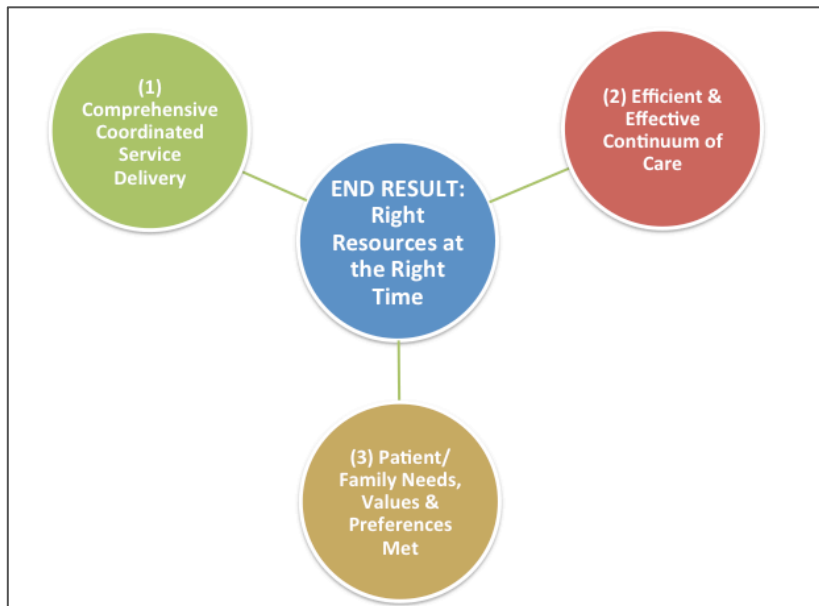 (1)
Comprehensive
Coordinated
Service
Delivery
(2) Efficient &
Effective
Continuum of
Care
END RESULT:
Right
Resources at
the Right
Time
(3) Patient/
Family Needs,
Values &
Preferences
Met